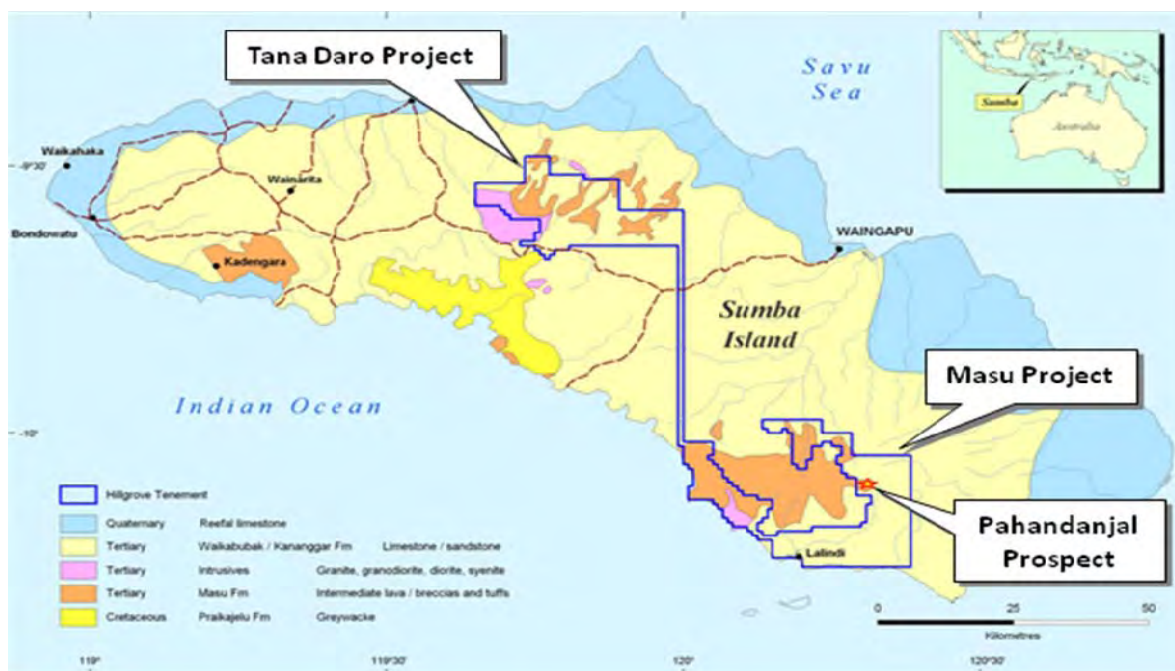 Tana Daro Project
Savu
Sea
Sumba
Australia
-9°30'
Waikahaka
Wainarita
Bondowatu
Kadengara
WAINGAPU
Sumba
Island
Masu Project
Indian Ocean
-10°
Pahandanjal
Prospect
Lalindi
Hillgrove Tenement
Quaternary Reefal limestone
Tertiary Waikabubak / Kananggar Fm Limestone / sandstone
Tertiary Intrusives Granite, granodiorite, diorite, syenite
Tertiary Masu Fm Intermediate lava / breccias and tuffs
Cretaceous Praikajelu Fm Greywacke
0 25 50
Kilometres
119° 119°30' 120° 120°30'